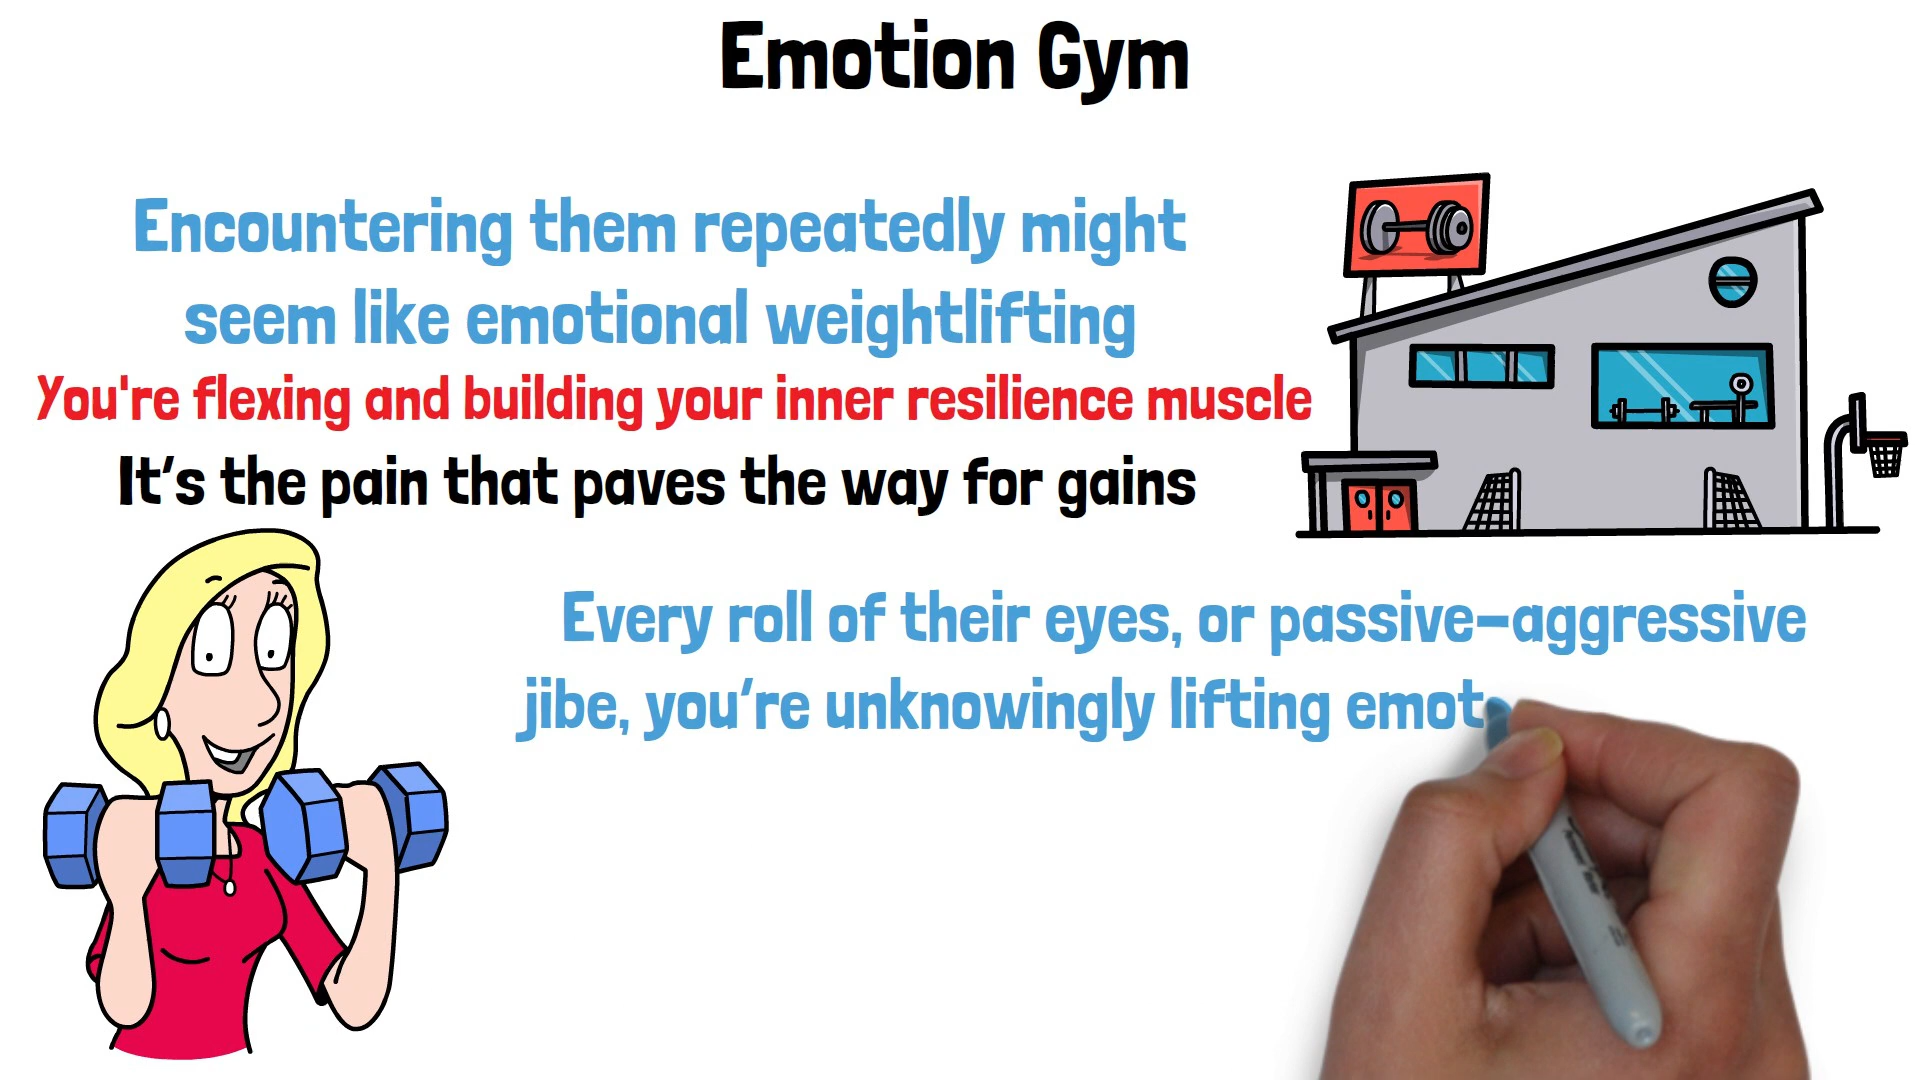 Emotion Gym
Encountering them repeatedly might
seem like emotional weightlifting
You're flexing and building your inner resilience muscle
It’s the pain that paves the way for gains
Every roll of their eyes, or passive–aggressive
jibe, you’re unknowingly lifting emot